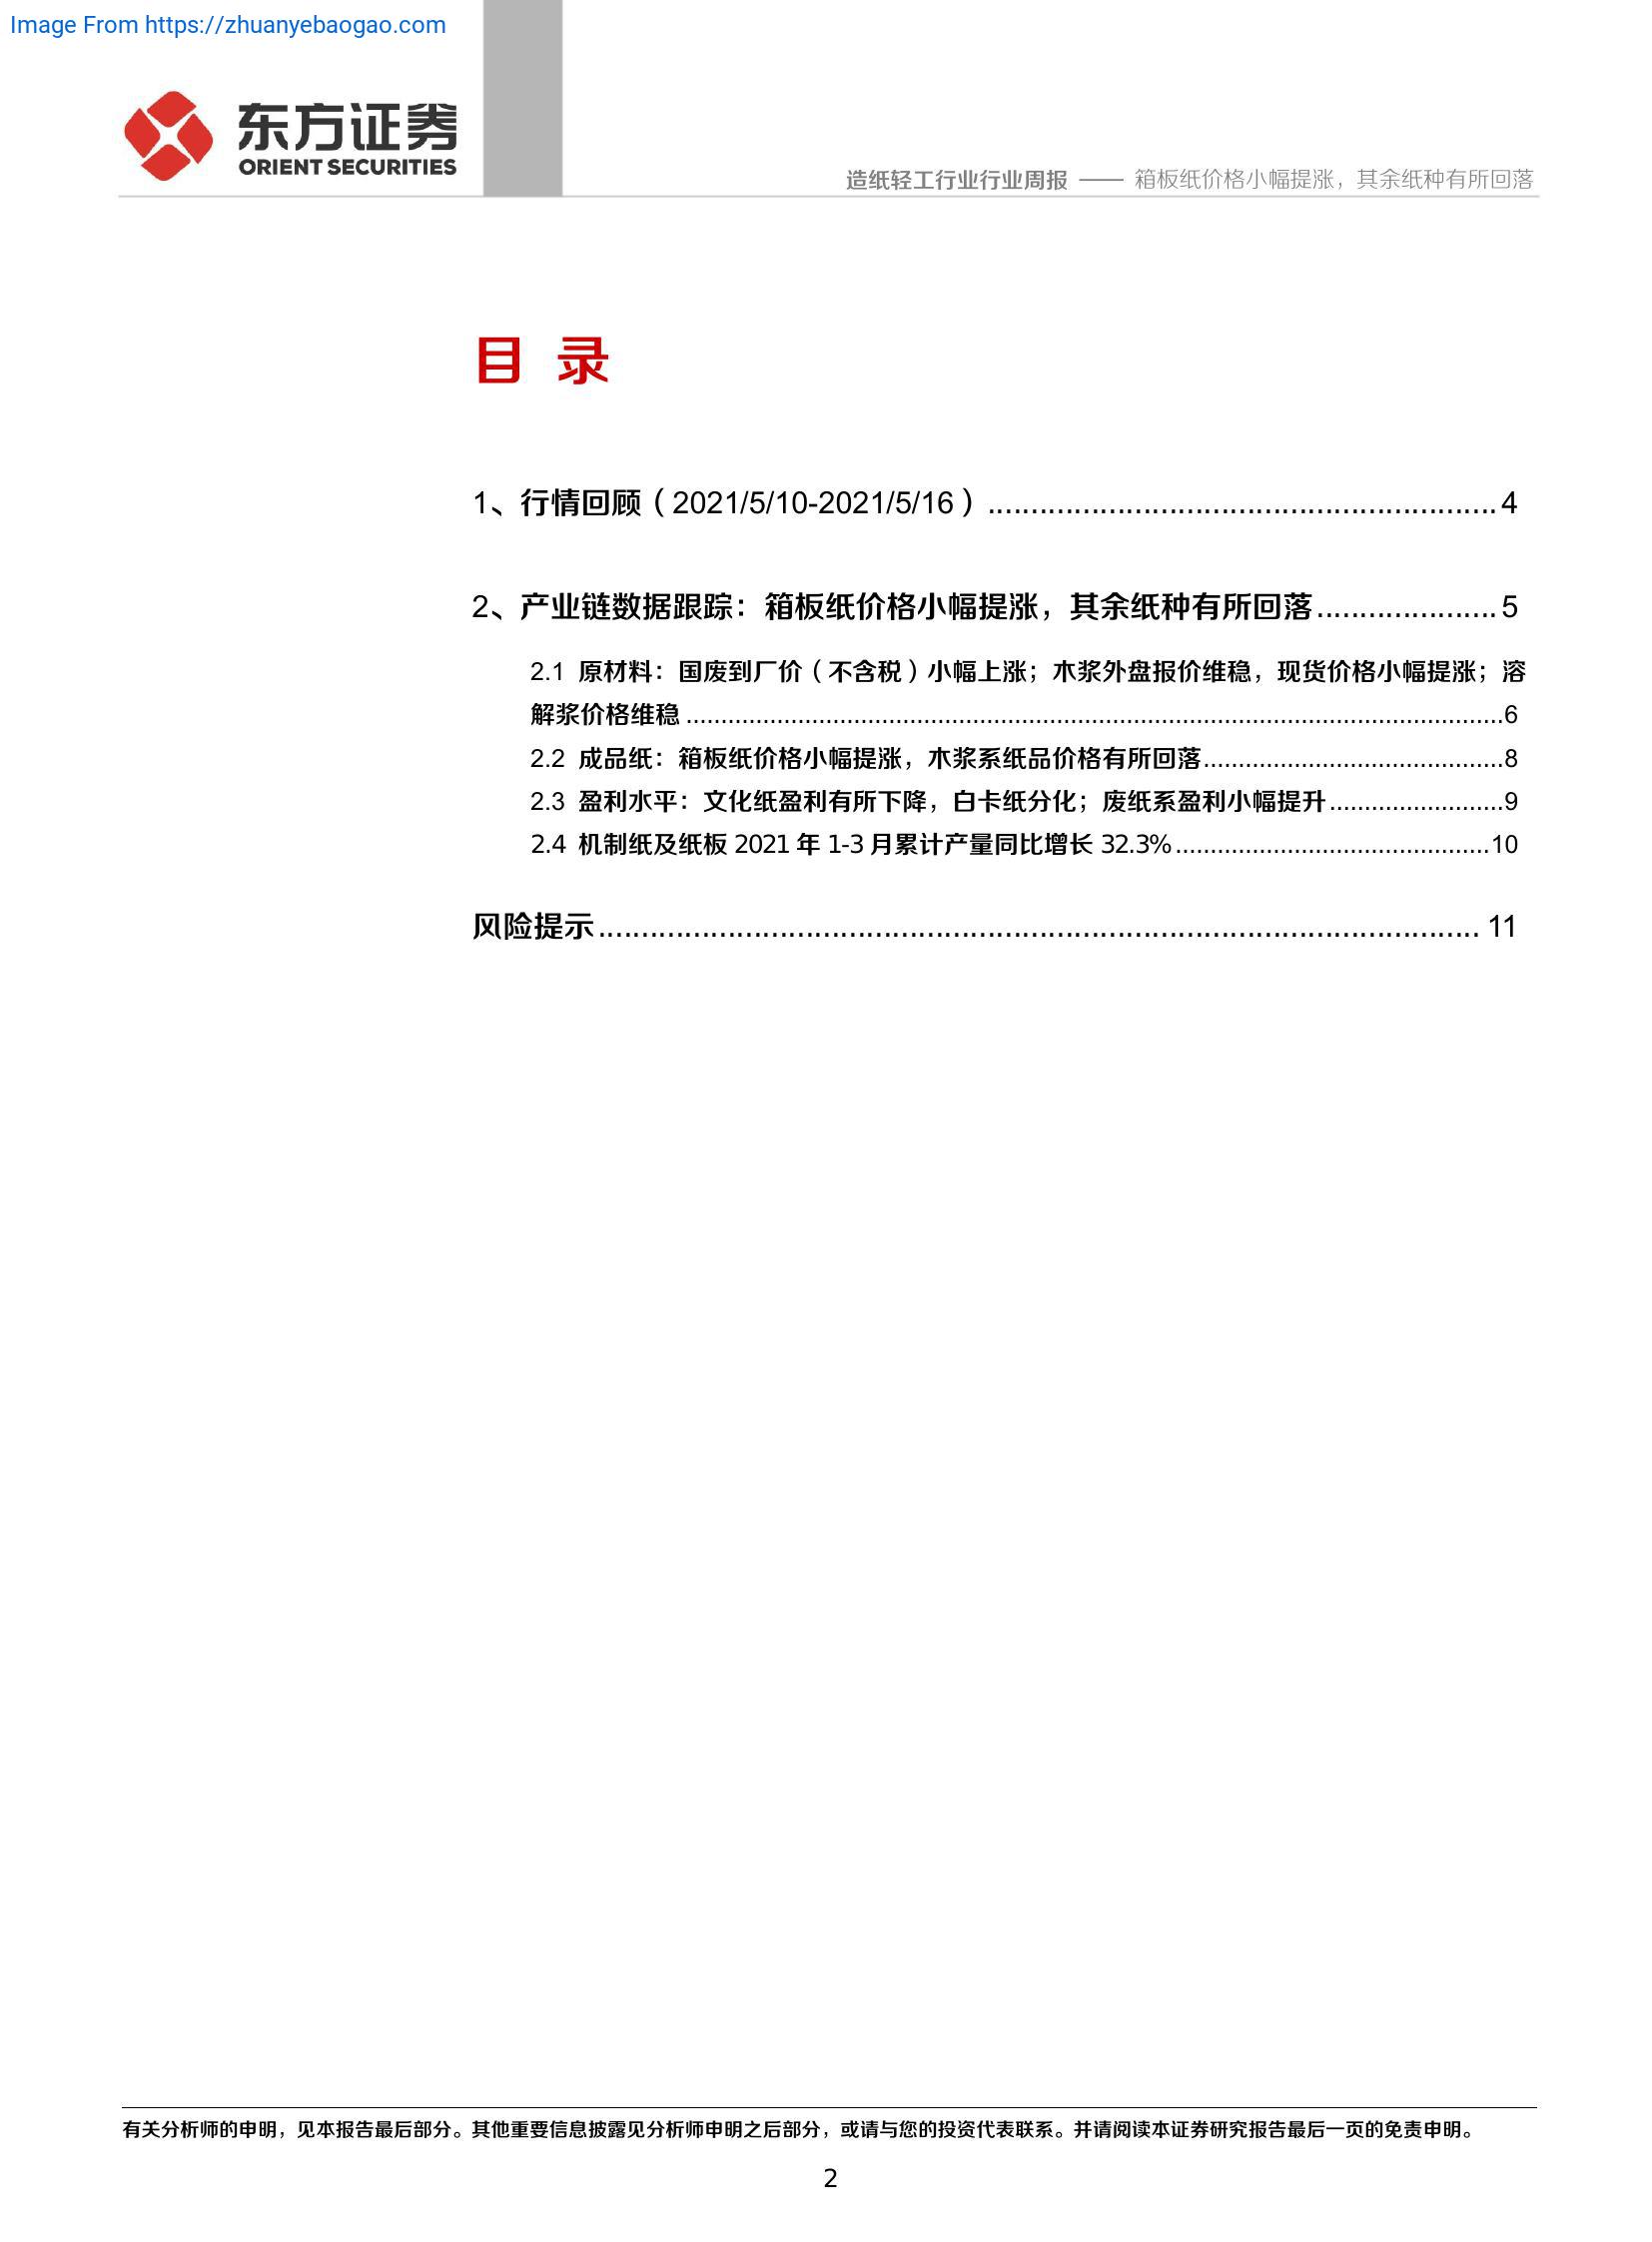 Image From https://zhuanyebaogao.com
东方证券
ORIENT SECURITIES
造纸轻工行业行业周报 —— 箱板纸价格小幅提涨，其余纸种有所回落
目 录
1、行情回顾（2021/5/10-2021/5/16）........................................................... 4
2、产业链数据跟踪：箱板纸价格小幅提涨，其余纸种有所回落..................... 5
2.1 原材料：国废到厂价（不含税）小幅上涨；木浆外盘报价维稳，现货价格小幅提涨；溶
解浆价格维稳 ......................................................................................................................6
2.2 成品纸：箱板纸价格小幅提涨，木浆系纸品价格有所回落...........................................8
2.3 盈利水平：文化纸盈利有所下降，白卡纸分化；废纸系盈利小幅提升.........................9
2.4 机制纸及纸板 2021 年 1-3 月累计产量同比增长 32.3%.............................................10
风险提示...................................................................................................... 11
有关分析师的申明，见本报告最后部分。其他重要信息披露见分析师申明之后部分，或请与您的投资代表联系。并请阅读本证券研究报告最后一页的免责申明。
2